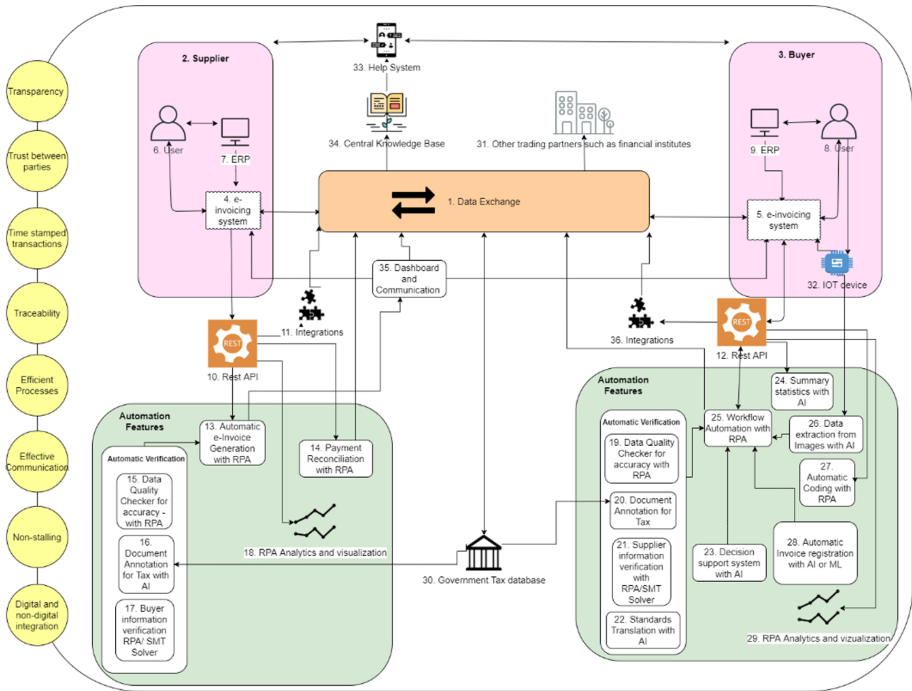 Transparency
Trust between
parties
Time stamped
transactions
Traceability
Efficient
Processes
Effective
Communication
Non-stalling
Digital and
non-digital
integration
2. Supplier
6. User
7. ERP
4. e-
invoicing
system
33. Help System
34. Central Knowledge Base
31. Other trading partners such as financial institutes
1. Data Exchange
3. Buyer
9. ERP
8. User
5. e-invoicing
system
32. IOT device
35. Dashboard
and
Communication
11. Integrations
36. Integrations
REST
10. Rest API
REST
12. Rest API
Automation
Features
13. Automatic
e-Invoice
Generation
with RPA
14. Payment
Reconciliation
with RPA
Automatic Verification
15. Data
Quality
Checker for
accuracy -
with RPA
16.
Document
Annotation
for Tax with
AI
17. Buyer
information
verification
RPA/ SMT
Solver
18. RPA Analytics and visualization
30. Government Tax database
Automation
Features
24. Summary
statistics with
AI
Automatic Verification
19. Data Quality
Checker for
accuracy with
RPA
20. Document
Annotation for
Tax
21. Supplier
information
verification
with
RPA/SMT
Solver
22. Standards
Translation with
AI
25. Workflow
Automation with
RPA
26. Data
extraction from
Images with AI
27.
Automatic
Coding with
RPA
23. Decision
support system
with AI
28. Automatic
Invoice registration
with AI or ML
29. RPA Analytics and vizualization